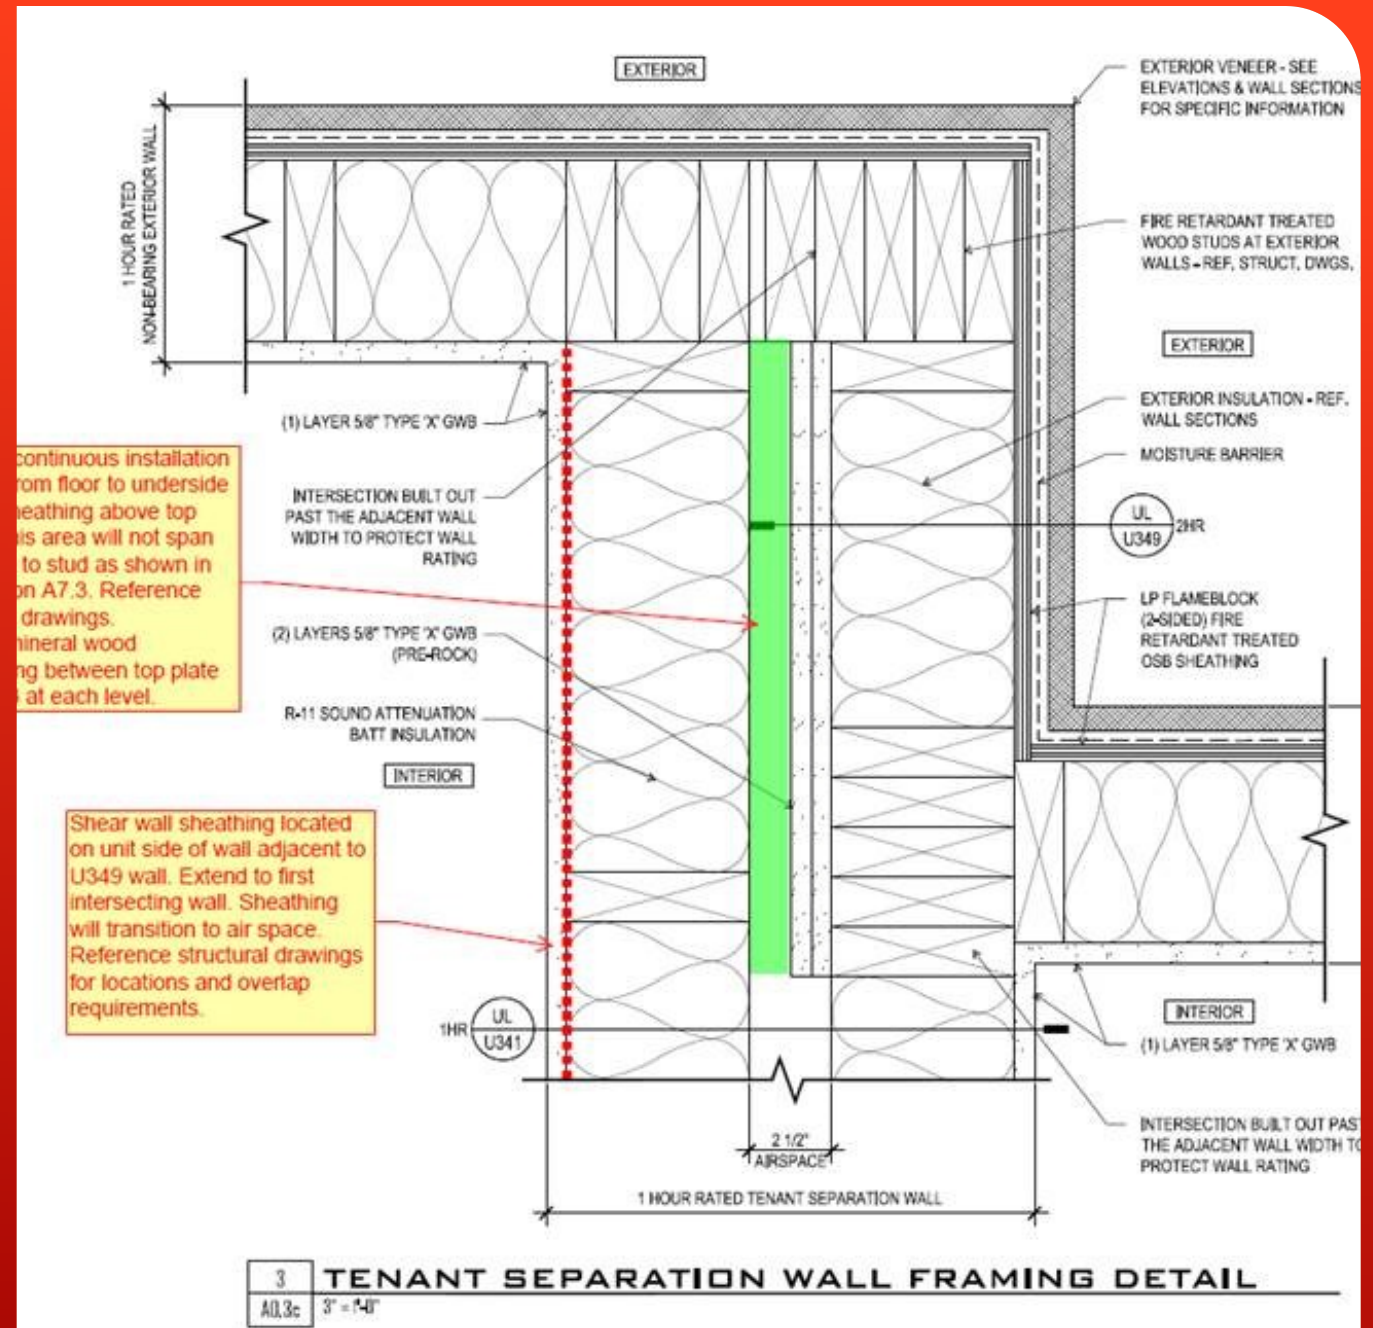 EXTERIOR
EXTERIOR VENEER - SEE
ELEVATIONS & WALL SECTIONS
FOR SPECIFIC INFORMATION
1 HOUR RATED
NON-BEARING EXTERIOR WALL
FIRE RETARDANT TREATED
WOOD STUDS AT EXTERIOR
WALLS - REF. STRUCT. DWGS.
EXTERIOR
(1) LAYER 5/8" TYPE 'X' GWB
EXTERIOR INSULATION - REF.
WALL SECTIONS
MOISTURE BARRIER
continuous installation
rom floor to underside
heathing above top
his area will not span
to stud as shown in
on A7.3. Reference
drawings.
mineral wood
ng between top plate
at each level.
INTERSECTION BUILT OUT
PAST THE ADJACENT WALL
WIDTH TO PROTECT WALL
RATING
UL
U349
2HR
(2) LAYERS 5/8" TYPE 'X' GWB
(PRE-ROCK)
LP FLAMEBLOCK
(2-SIDED) FIRE
RETARDANT TREATED
OSB SHEATHING
R-11 SOUND ATTENUATION
BATT INSULATION
INTERIOR
Shear wall sheathing located
on unit side of wall adjacent to
U349 wall. Extend to first
intersecting wall. Sheathing
will transition to air space.
Reference structural drawings
for locations and overlap
requirements.
1HR
UL
U341
INTERIOR
(1) LAYER 5/8" TYPE 'X' GWB
INTERSECTION BUILT OUT PAST
THE ADJACENT WALL WIDTH TO
PROTECT WALL RATING
2 1/2"
AIRSPACE
1 HOUR RATED TENANT SEPARATION WALL
3
A0.3c
TENANT SEPARATION WALL FRAMING DETAIL
3" = 1'-0"